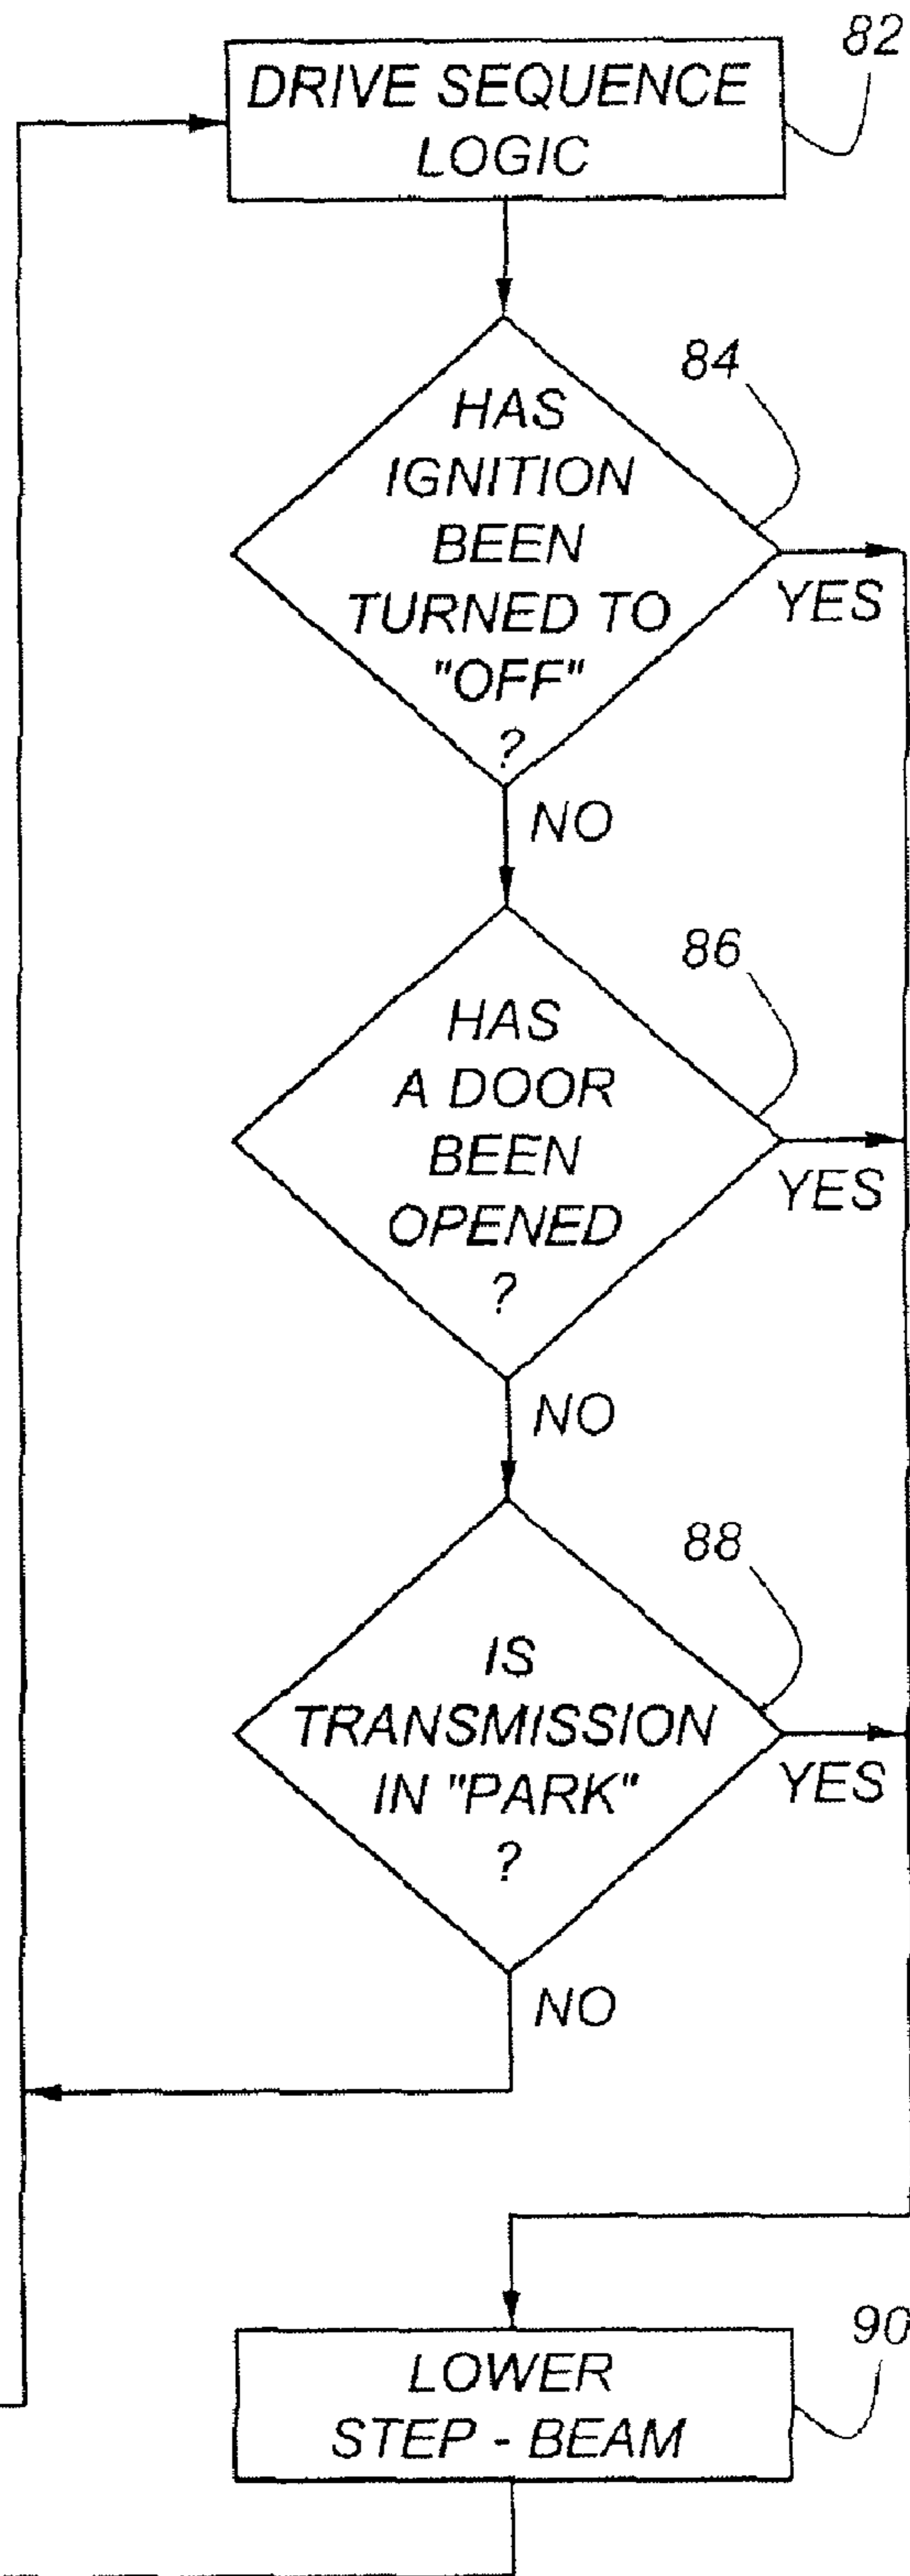 82
DRIVE SEQUENCE
LOGIC
84
HAS
IGNITION
BEEN
TURNED TO
"OFF"
?
YES
NO
86
HAS
A DOOR
BEEN
OPENED
?
YES
NO
88
IS
TRANSMISSION
IN "PARK"
?
YES
NO
90
LOWER
STEP - BEAM